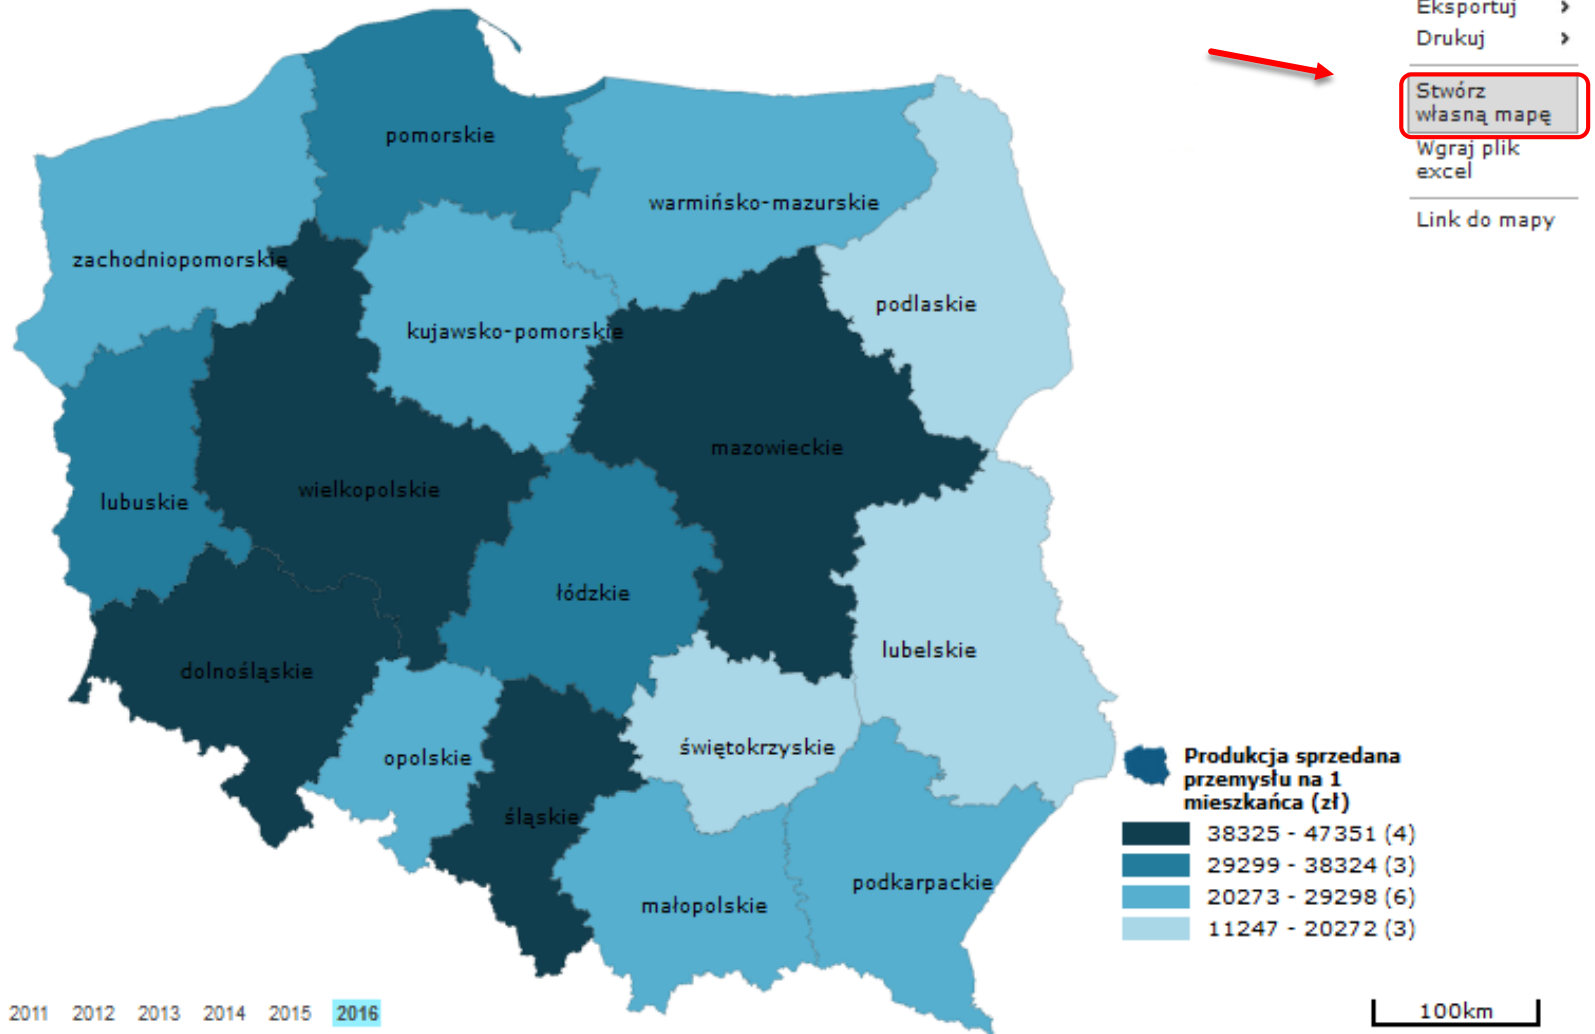 Eksportuj
Drukuj
Stwórz
własną mapę
Wgraj plik
excel
Link do mapy
pomorskie
warmińsko-mazurskie
zachodniopomorskie
podlaskie
kujawsko-pomorskie
mazowieckie
wielkopolskie
lubuskie
łódzkie
lubelskie
dolnośląskie
świętokrzyskie
opolskie
śląskie
podkarpackie
małopolskie
Produkcja sprzedana
przemysłu na 1
mieszkańca (zł)
38325 - 47351 (4)
29299 - 38324 (3)
20273 - 29298 (6)
11247 - 20272 (3)
2011 2012 2013 2014 2015 2016
100km